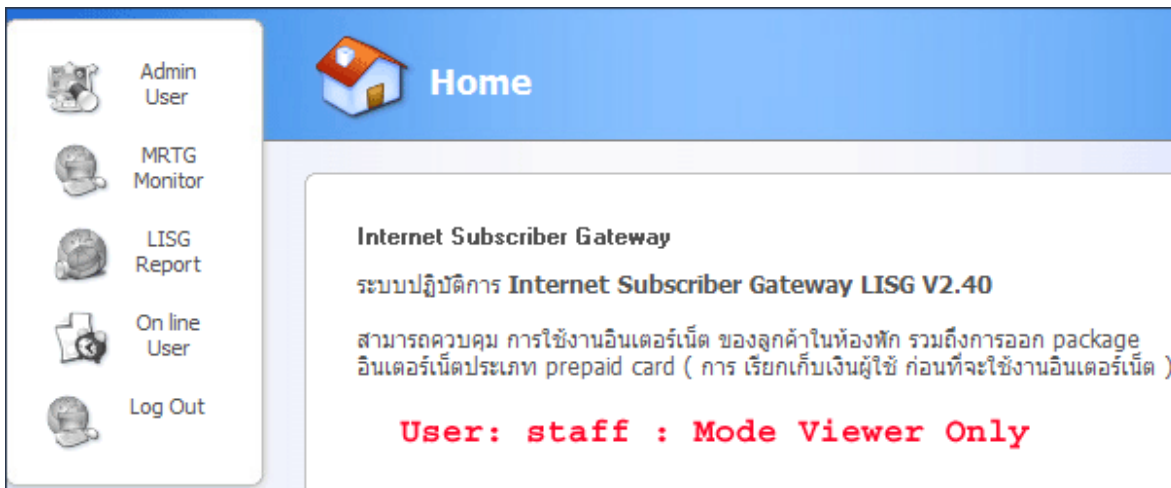 Admin
User
MRTG
Monitor
LISG
Report
On line
User
Log Out
Home
Internet Subscriber Gateway
ระบบปฏิบัติการ Internet Subscriber Gateway LISG V2.40
สามารถควบคุม การใช้งานอินเตอร์เน็ต ของลูกค้าในห้องพัก รวมถึงการออก package
อินเตอร์เน็ตประเภท prepaid card ( การ เรียกเก็บเงินผู้ใช้ ก่อนที่จะใช้งานอินเตอร์เน็ต )
User: staff : Mode Viewer Only